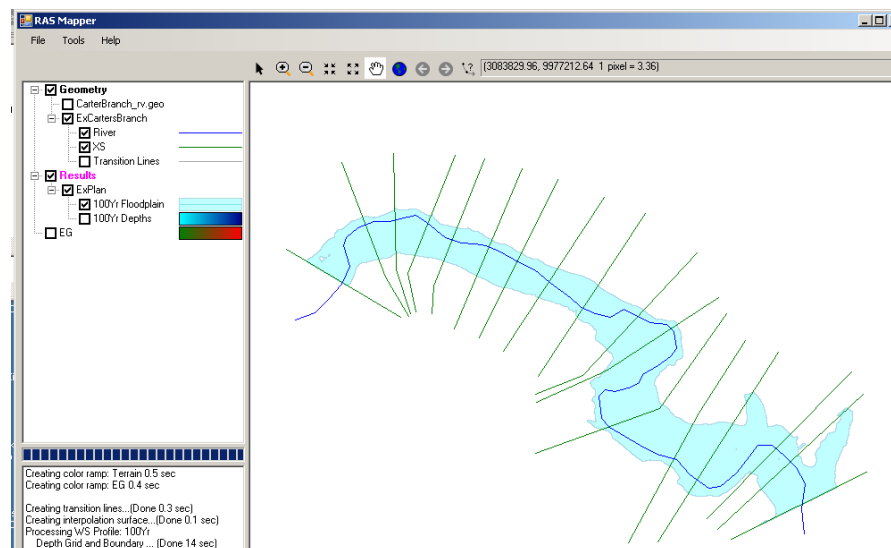 RAS Mapper
File Tools Help
(3083829.96, 9977212.64 1 pixel = 3.36)
Geometry
CarterBranch_rv.geo
ExCartersBranch
River
XS
Transition Lines
Results
ExPlan
100Yr Floodplain
100Yr Depths
EG
Creating color ramp: Terrain 0.5 sec
Creating color ramp: EG 0.4 sec
Creating transition lines...(Done 0.3 sec)
Creating interpolation surface...(Done 0.1 sec)
Processing WS Profile: 100Yr
Depth Grid and Boundary ... (Done 14 sec)